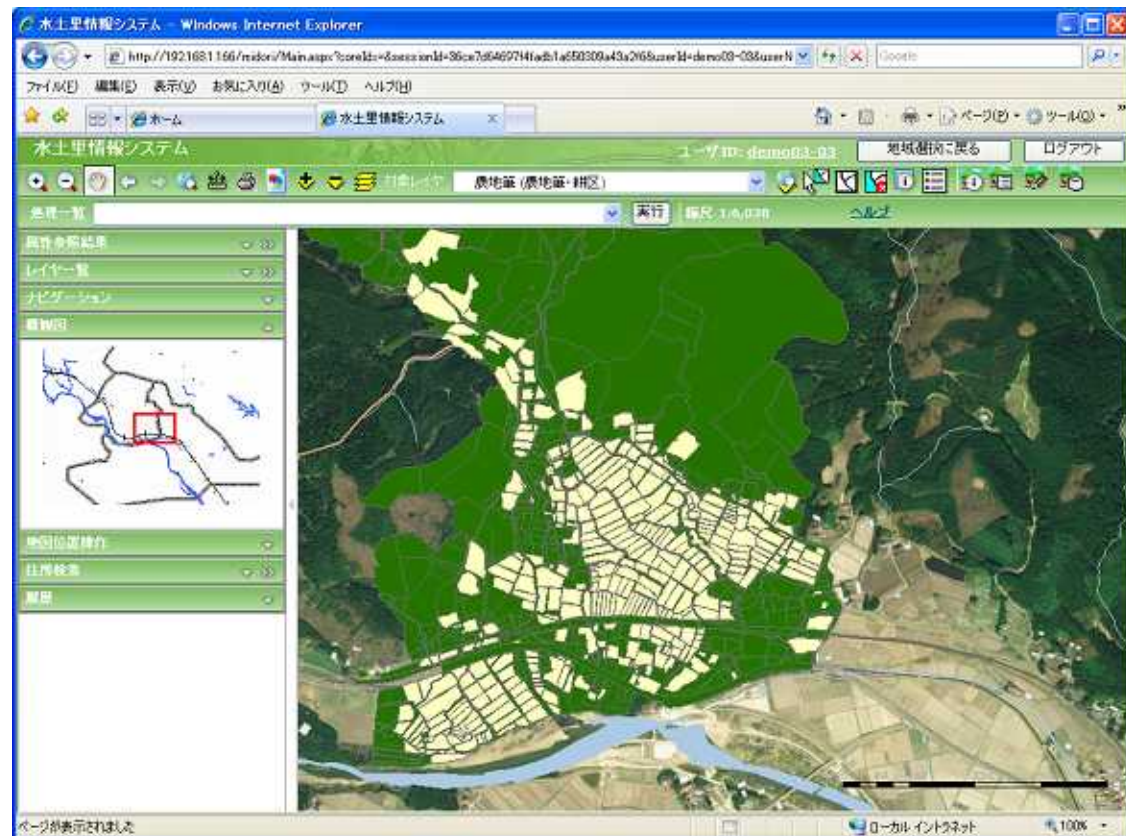 水土里情報システム - Windows Internet Explorer
ファイル(F) 編集(E) 表示(V) お気に入り(A) ツール(T) ヘルプ(H)
ホーム
水土里情報システム
ページ(P)
ツール(O)
水土里情報システム
ユーザID: demo03-03
地域選択に戻る
ログアウト
対象レイヤ
農地筆 (農地筆・耕区)
処理一覧
実行
ヘルプ
属性参照結果
レイヤ一覧
ナビゲーション
概観図
地図位置操作
住所検索
履歴
ページが表示されました
ローカル イントラネット
100%